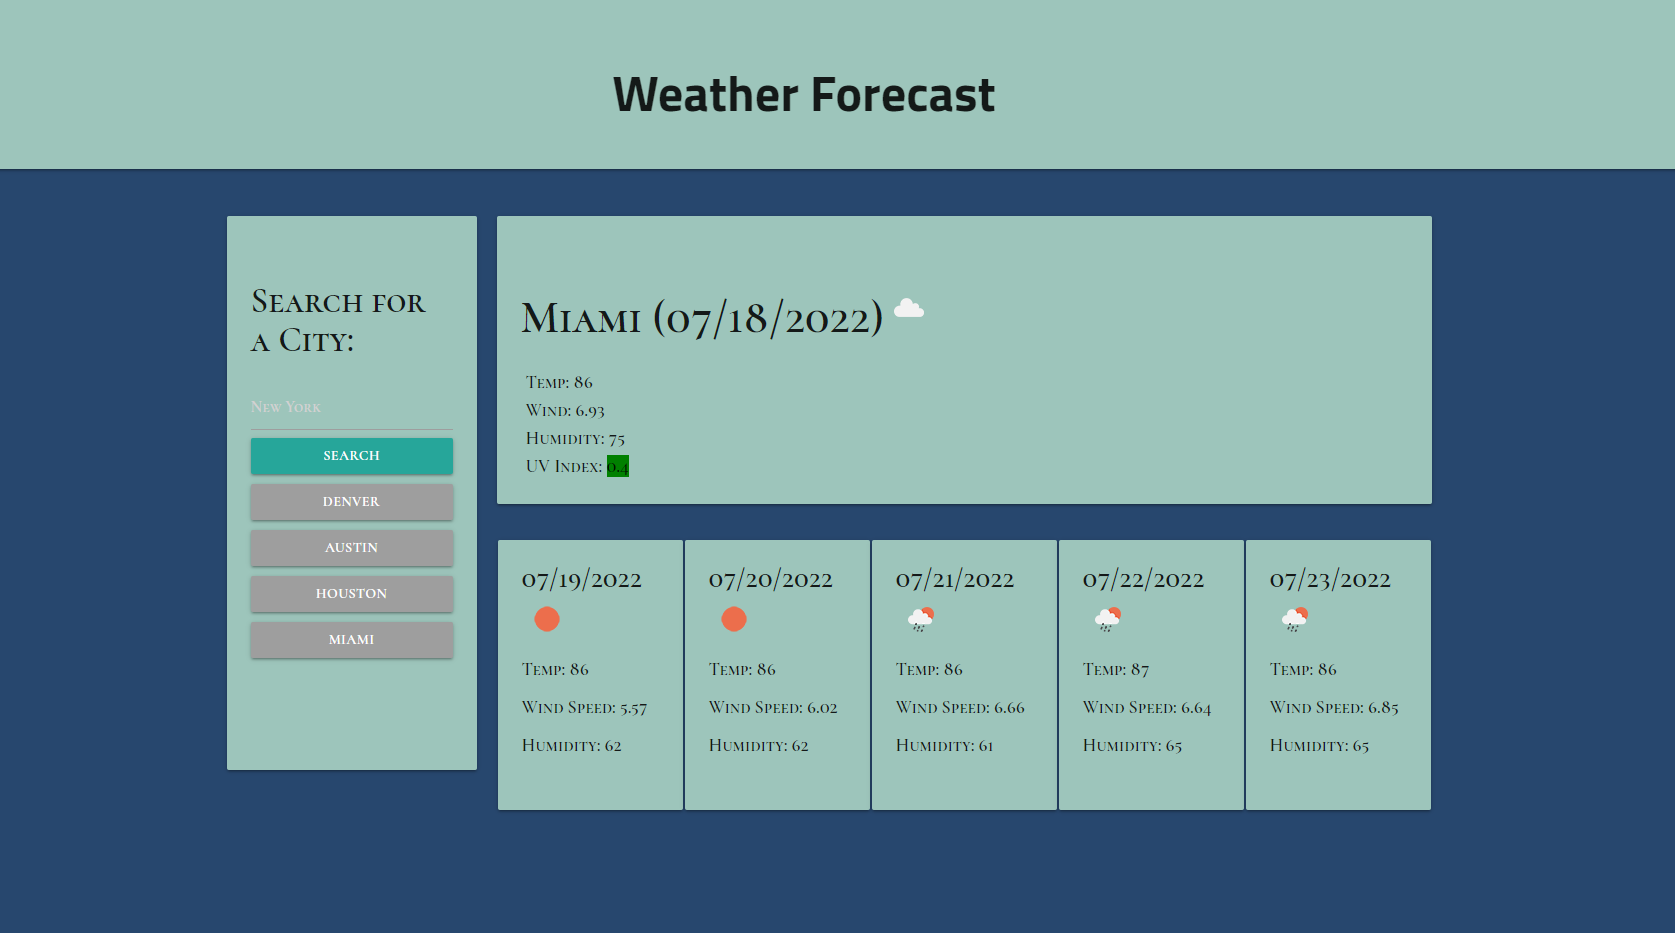 Weather Forecast
Search for
a City:
New York
SEARCH
DENVER
AUSTIN
HOUSTON
MIAMI
Miami (07/18/2022)
Temp: 86
Wind: 6.93
Humidity: 75
UV Index: 0.4
07/19/2022
Temp: 86
Wind Speed: 5.57
Humidity: 62
07/20/2022
Temp: 86
Wind Speed: 6.02
Humidity: 62
07/21/2022
Temp: 86
Wind Speed: 6.66
Humidity: 61
07/22/2022
Temp: 87
Wind Speed: 6.64
Humidity: 65
07/23/2022
Temp: 86
Wind Speed: 6.85
Humidity: 65